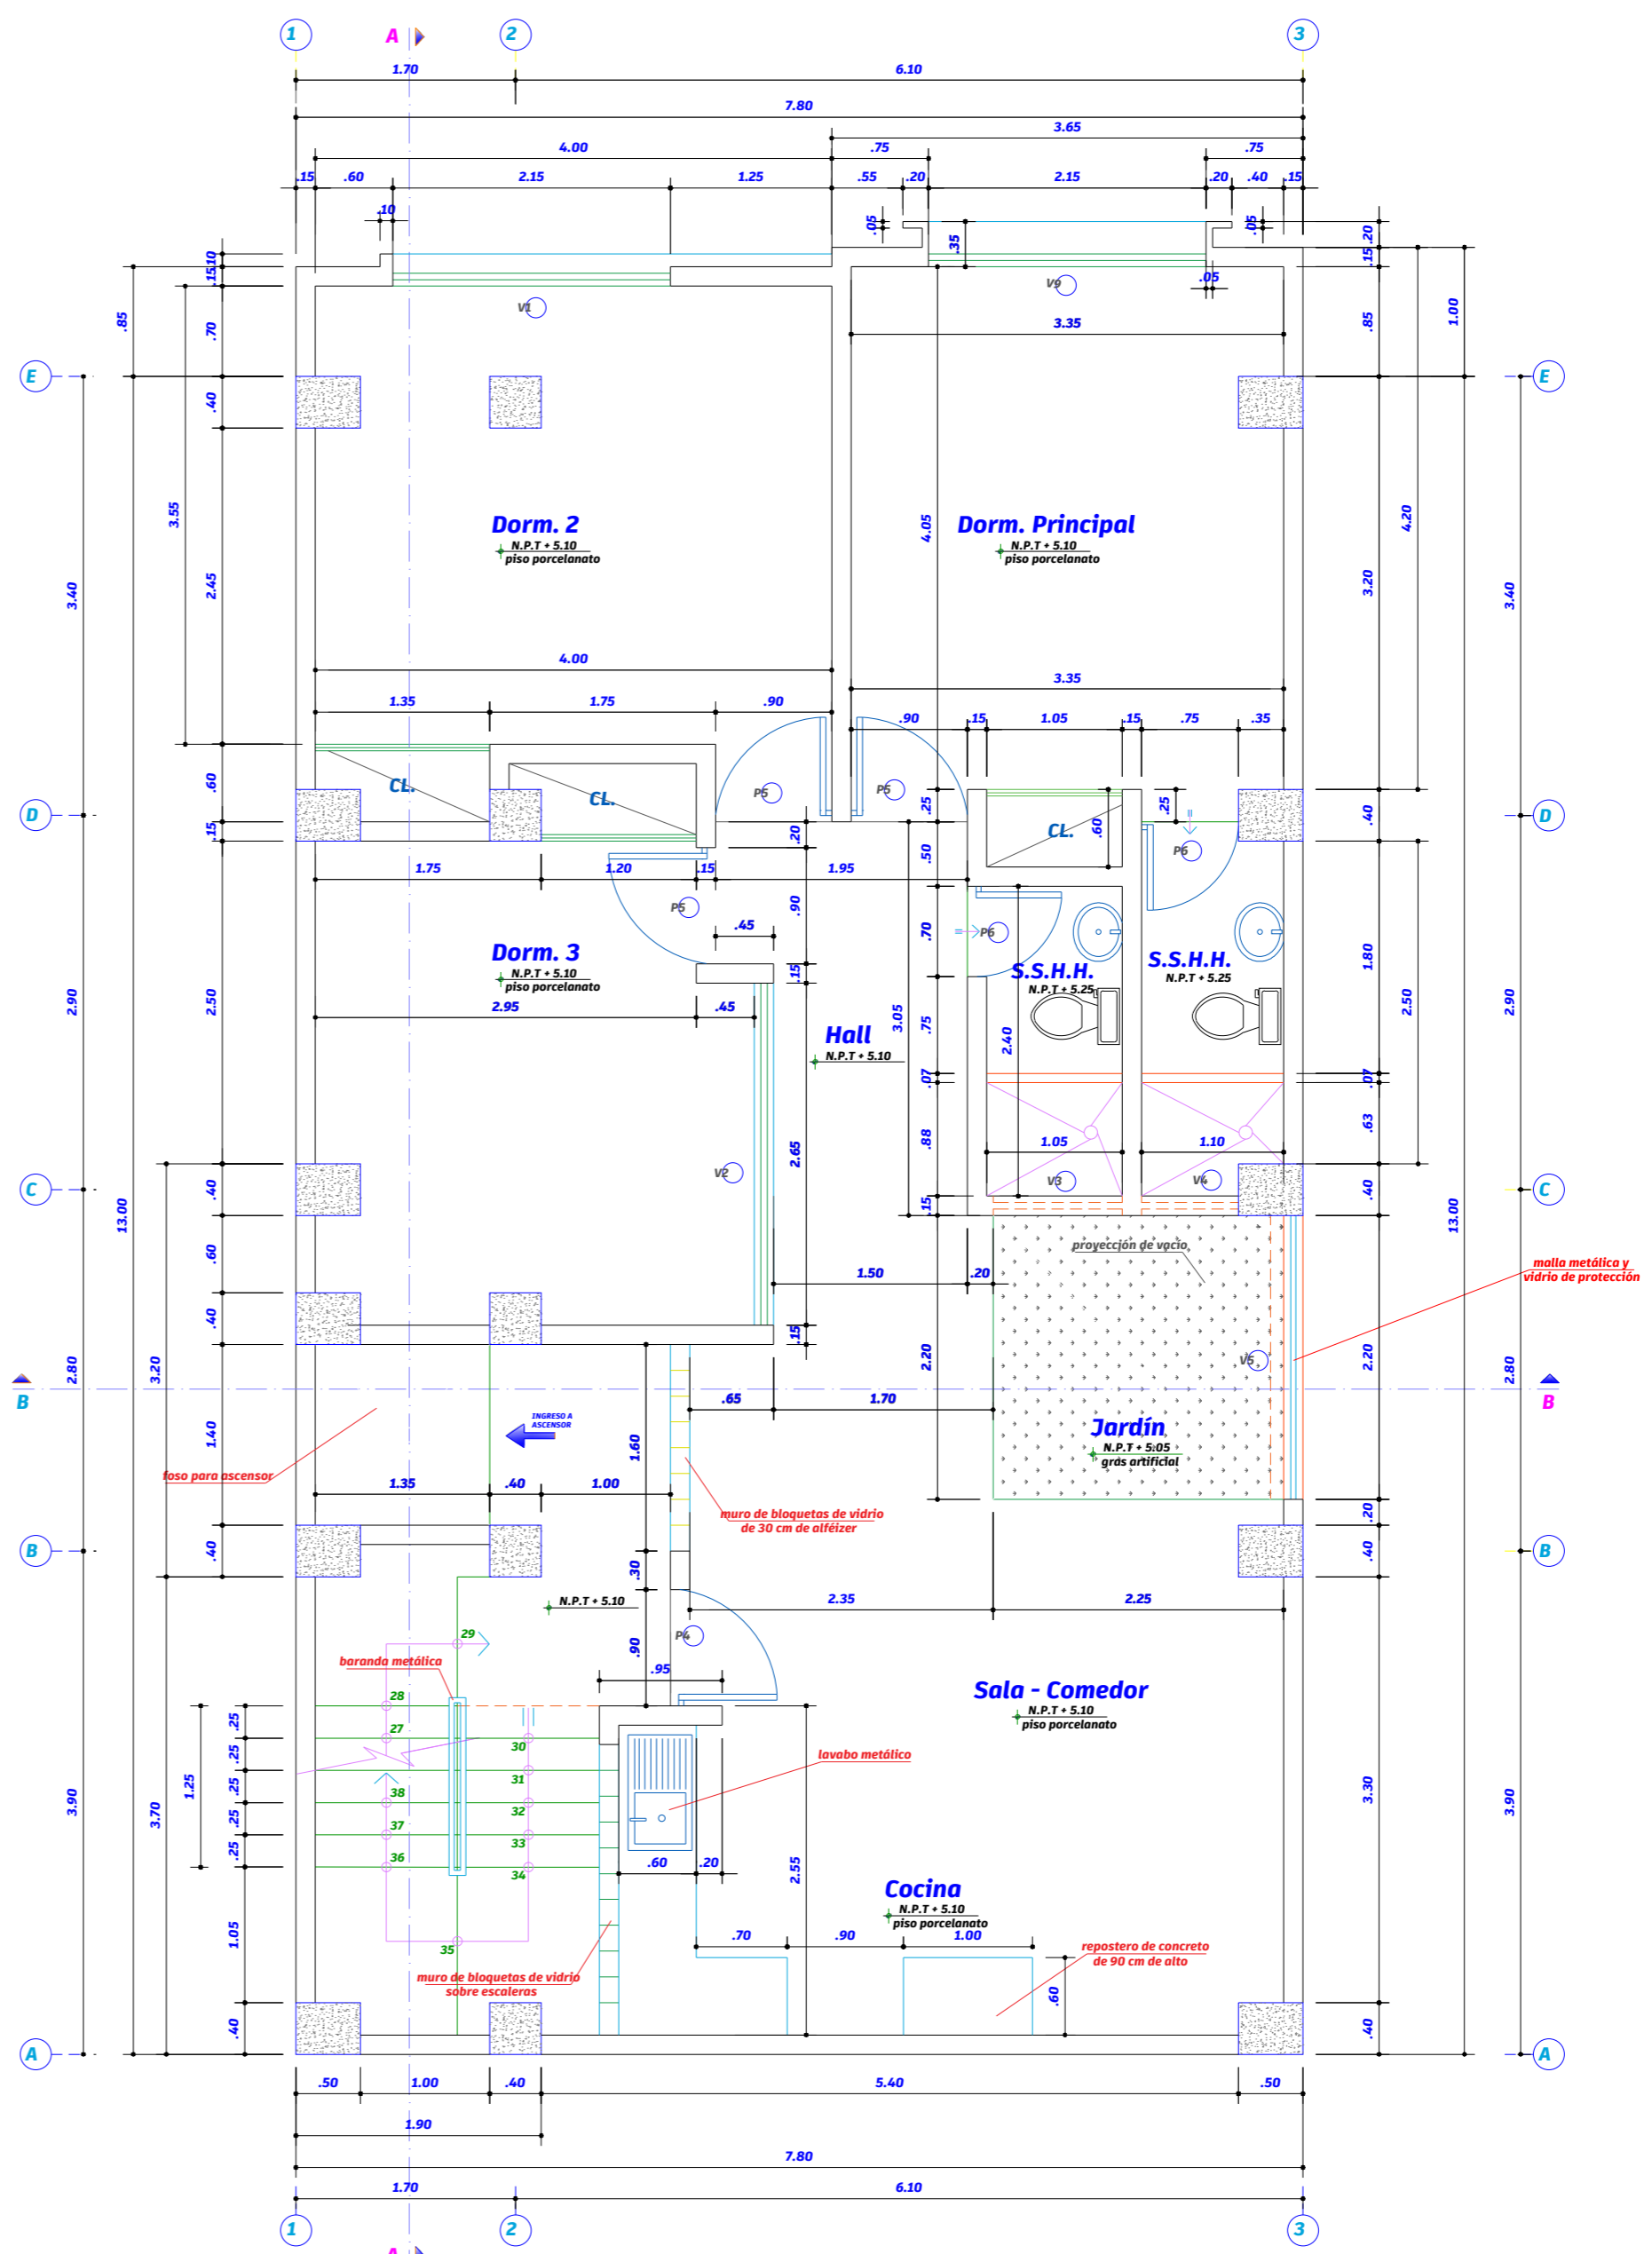 1
A
2
3
1.70
6.10
7.80
3.65
4.00
.75
.75
.15
.60
2.15
1.25
.55
.20
2.15
.20
.40
.15
.10
.05
.35
.05
.20
.10
.15
.15
.05
V1
V9
.85
.70
3.35
.85
1.00
E
E
.40
3.55
Dorm. 2
N.P.T + 5.10
piso porcelanato
Dorm. Principal
N.P.T + 5.10
piso porcelanato
4.05
4.20
3.40
2.45
3.20
3.40
4.00
3.35
1.35
1.75
.90
.90
.15
1.05
.15
.75
.35
.60
CL.
CL.
P5
P5
.25
.60
.25
.40
D
D
.15
.20
CL.
P6
.50
1.75
1.20
.15
1.95
P5
.90
.45
.70
P6
1.80
Dorm. 3
N.P.T + 5.10
piso porcelanato
S.S.H.H.
N.P.T + 5.25
S.S.H.H.
N.P.T + 5.25
.15
2.90
2.50
2.95
.45
3.05
.75
2.40
2.50
2.90
Hall
N.P.T + 5.10
.07
.07
.88
.63
1.05
1.10
2.65
V2
V3
V4
C
C
.40
.15
.40
13.00
13.00
.60
proyección de vacio
malla metálica y
vidrio de protección
1.50
.20
.40
.15
2.80
3.20
2.20
V5
2.20
2.80
B
B
.65
1.70
INGRESO A
ASCENSOR
1.40
1.60
Jardín
N.P.T + 5.05
gras artificial
foso para ascensor
1.35
.40
1.00
muro de bloquetas de vidrio
de 30 cm de alféizer
.20
B
B
.40
.30
.40
N.P.T + 5.10
2.35
2.25
29
P4
.90
baranda metálica
.95
Sala - Comedor
N.P.T + 5.10
piso porcelanato
28
.25
27
30
lavabo metálico
.25
31
1.25
.25
38
32
3.90
3.70
3.30
3.90
.25
37
33
.25
36
34
.60
.20
2.55
Cocina
N.P.T + 5.10
piso porcelanato
1.05
35
.70
.90
1.00
repostero de concreto
de 90 cm de alto
muro de bloquetas de vidrio
sobre escaleras
.60
.40
.40
A
A
.50
1.00
.40
5.40
.50
1.90
7.80
1.70
6.10
1
2
3
A